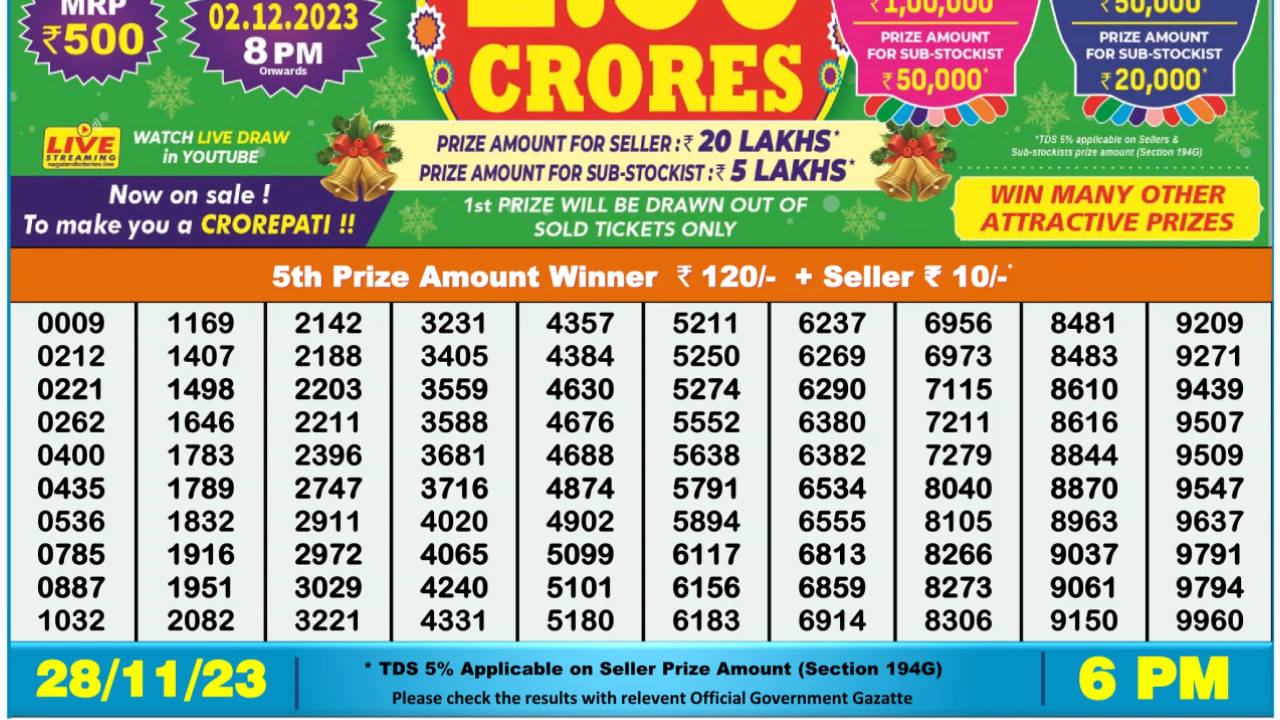 MRP
₹500
02.12.2023
8 PM
Onwards
CRORES
₹1,00,000
PRIZE AMOUNT
FOR SUB-STOCKIST
₹50,000*
₹50,000
PRIZE AMOUNT
FOR SUB-STOCKIST
₹20,000*
LIVE
STREAMING
nagalandlotteries.live
WATCH LIVE DRAW
in YOUTUBE
PRIZE AMOUNT FOR SELLER :₹ 20 LAKHS*
PRIZE AMOUNT FOR SUB-STOCKIST :₹ 5 LAKHS*
*TDS 5% applicable on Sellers &
Sub-stockists prize amount (Section 194G)
Now on sale !
To make you a CROREPATI !!
1st PRIZE WILL BE DRAWN OUT OF
SOLD TICKETS ONLY
WIN MANY OTHER
ATTRACTIVE PRIZES
5th Prize Amount Winner ₹ 120/- + Seller ₹ 10/-*
0009 1169 2142 3231 4357 5211 6237 6956 8481 9209
0212 1407 2188 3405 4384 5250 6269 6973 8483 9271
0221 1498 2203 3559 4630 5274 6290 7115 8610 9439
0262 1646 2211 3588 4676 5552 6380 7211 8616 9507
0400 1783 2396 3681 4688 5638 6382 7279 8844 9509
0435 1789 2747 3716 4874 5791 6534 8040 8870 9547
0536 1832 2911 4020 4902 5894 6555 8105 8963 9637
0785 1916 2972 4065 5099 6117 6813 8266 9037 9791
0887 1951 3029 4240 5101 6156 6859 8273 9061 9794
1032 2082 3221 4331 5180 6183 6914 8306 9150 9960
28/11/23
* TDS 5% Applicable on Seller Prize Amount (Section 194G)
Please check the results with relevent Official Government Gazatte
6 PM